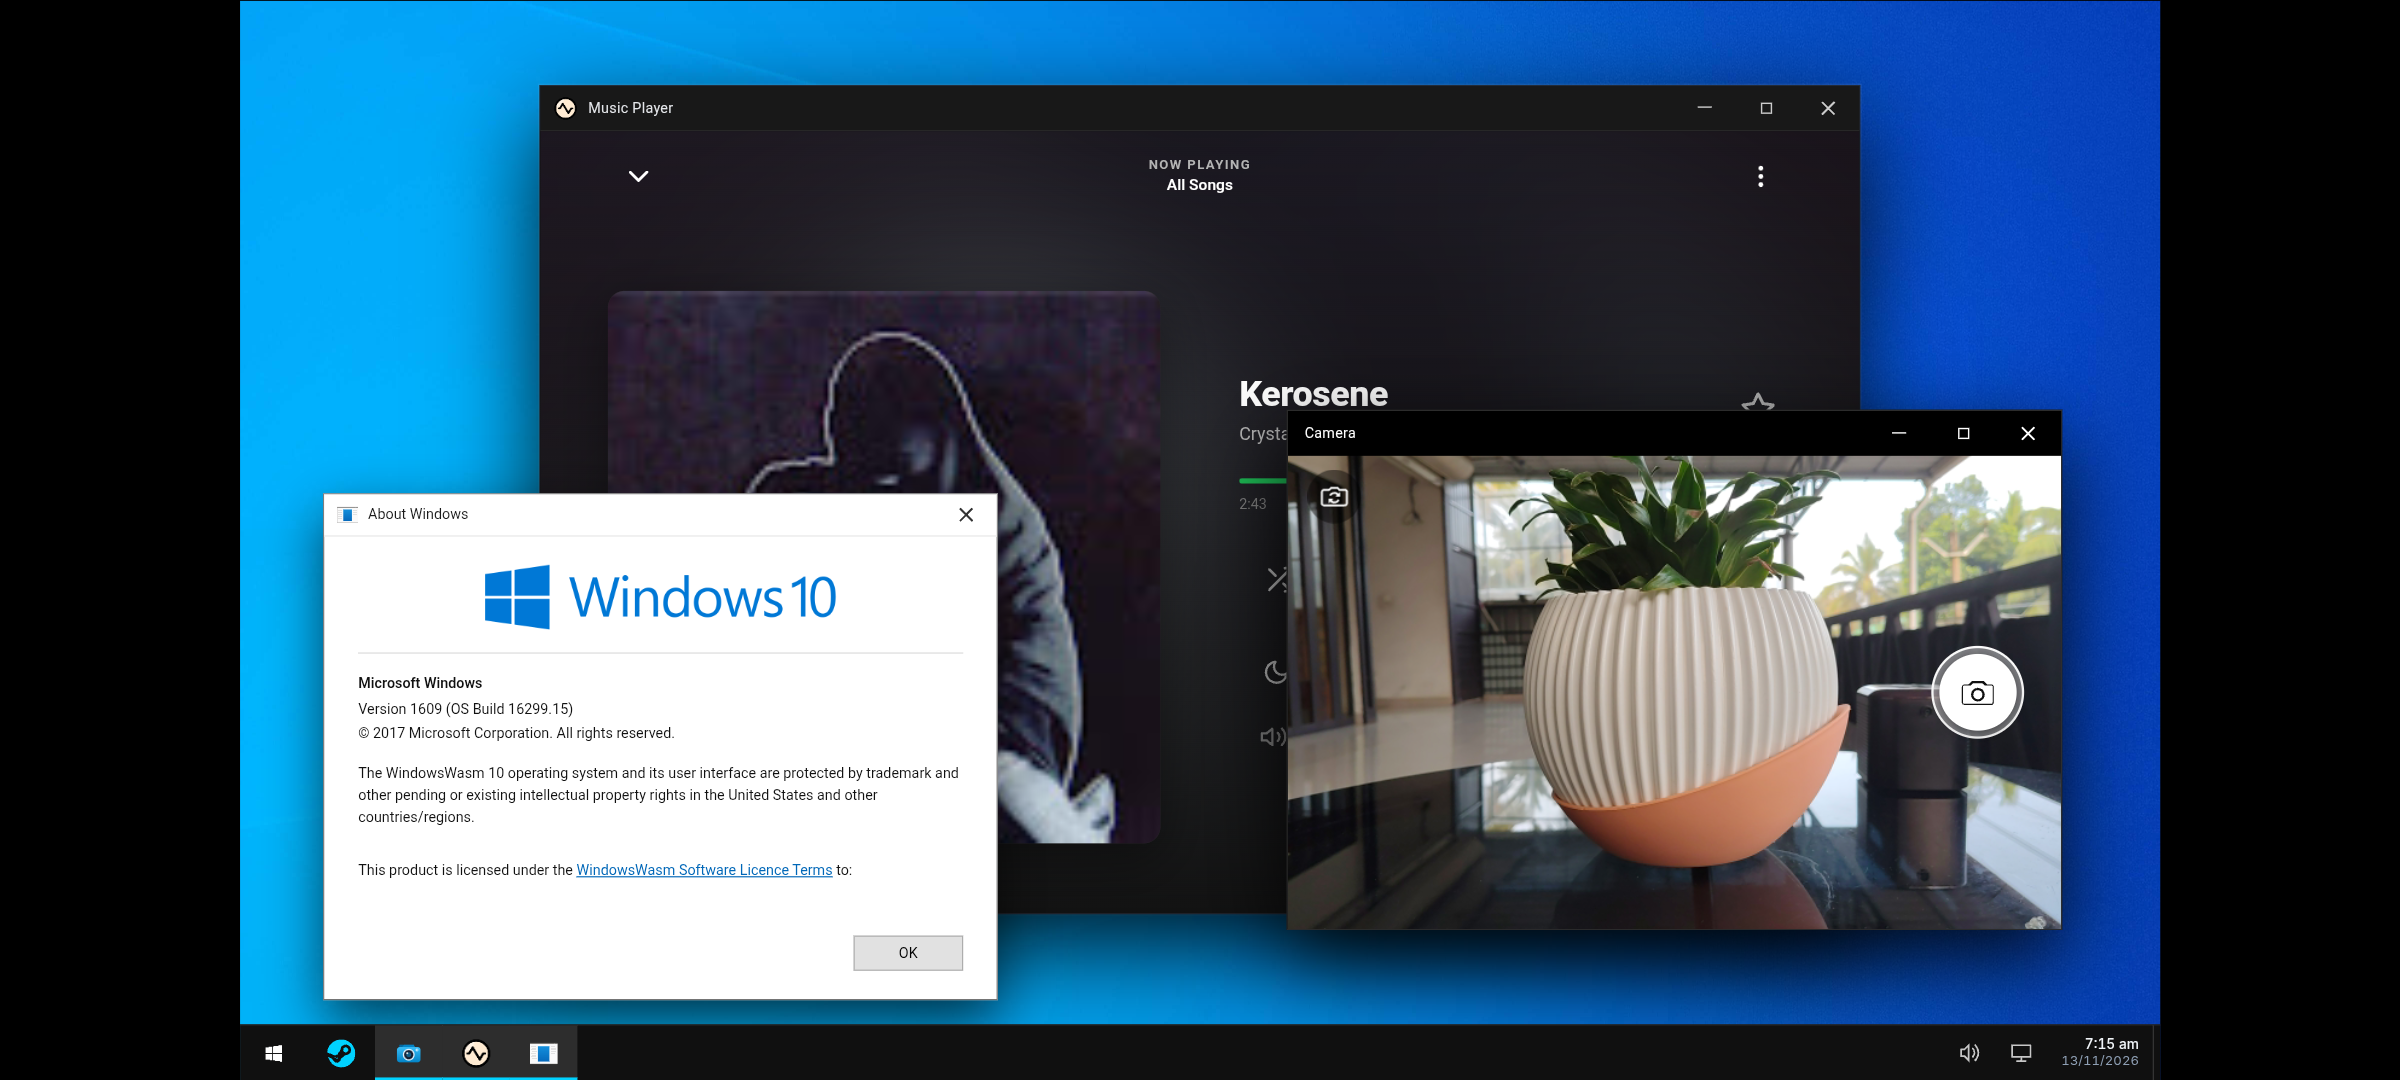 Music Player
NOW PLAYING
All Songs
Kerosene
Crysta
2:43
Camera
About Windows
Windows 10
Microsoft Windows
Version 1609 (OS Build 16299.15)
© 2017 Microsoft Corporation. All rights reserved.
The WindowsWasm 10 operating system and its user interface are protected by trademark and
other pending or existing intellectual property rights in the United States and other
countries/regions.
This product is licensed under the WindowsWasm Software Licence Terms to:
OK
7:15 am
13/11/2026